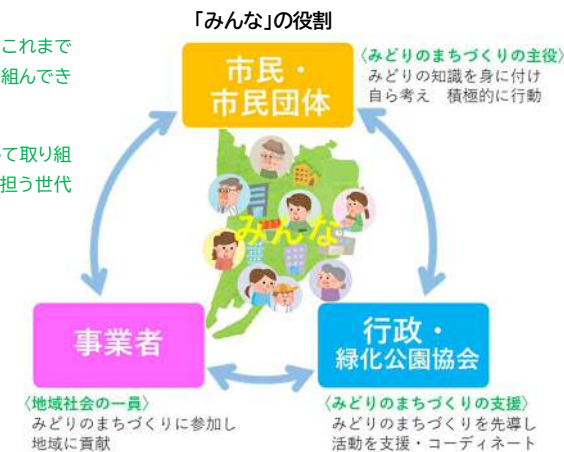 「みんな」の役割
これまで
組んでき
て取り組
担う世代
市民・
市民団体
〈みどりのまちづくりの主役〉
みどりの知識を身に付け
自ら考え　積極的に行動
みんな
事業者
〈地域社会の一員〉
みどりのまちづくりに参加し
地域に貢献
行政・
緑化公園協会
〈みどりのまちづくりの支援〉
みどりのまちづくりを先導し
活動を支援・コーディネート